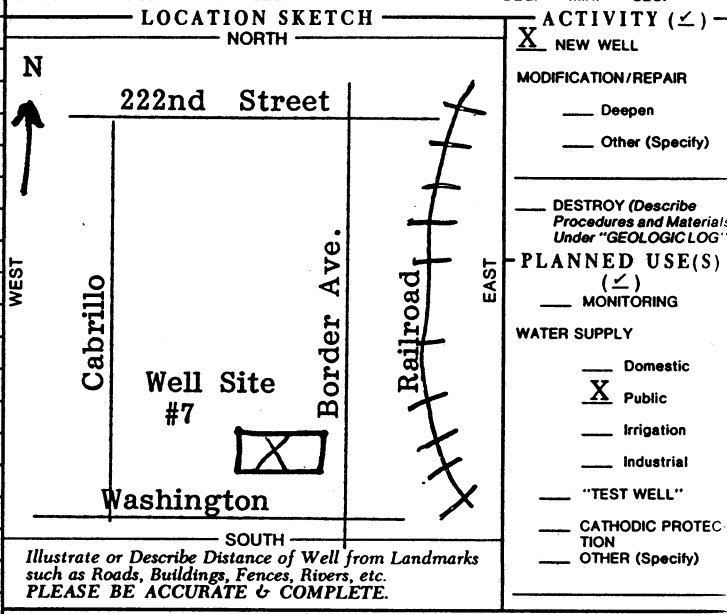 LOCATION SKETCH
NORTH
N
222nd Street
WEST
Cabrillo
Border Ave.
Railroad
EAST
Well Site
#7
X
Washington
SOUTH
Illustrate or Describe Distance of Well from Landmarks
such as Roads, Buildings, Fences, Rivers, etc.
PLEASE BE ACCURATE & COMPLETE.
ACTIVITY (✓)
X NEW WELL
MODIFICATION/REPAIR
Deepen
Other (Specify)
DESTROY (Describe
Procedures and Materials
Under "GEOLOGIC LOG"
PLANNED USE(S)
(✓)
MONITORING
WATER SUPPLY
Domestic
X Public
Irrigation
Industrial
"TEST WELL"
CATHODIC PROTEC-
TION
OTHER (Specify)